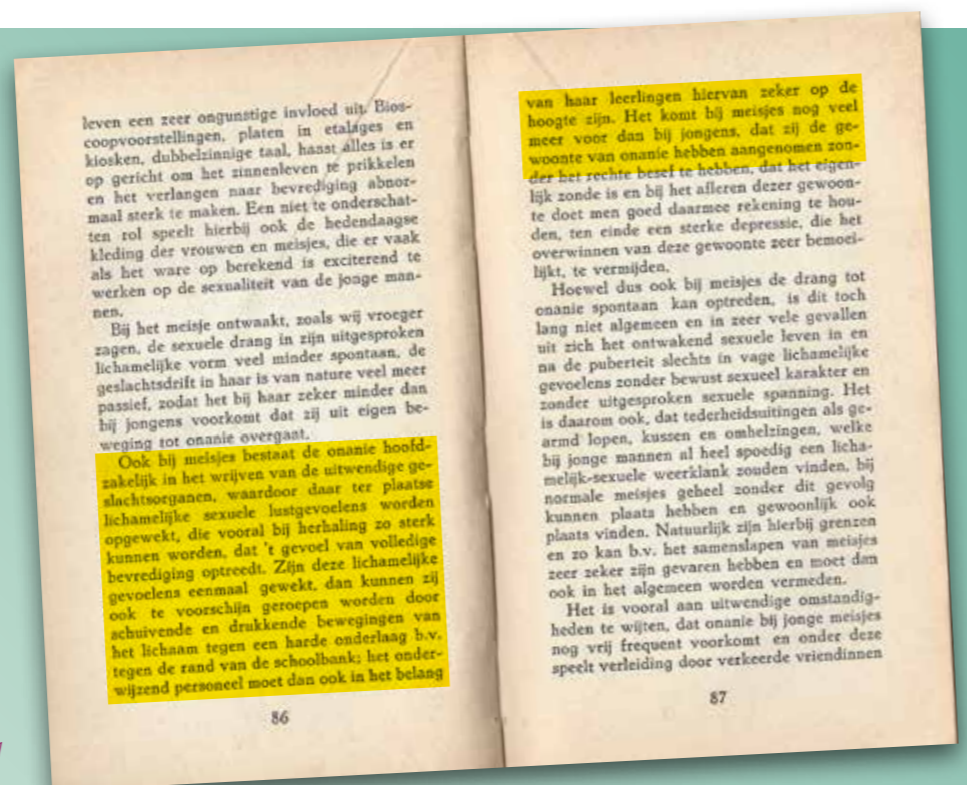 leven een zeer ongunstige invloed uit. Bios-
coopvoorstellingen, platen in etalages en
kiosken, dubbelzinnige taal, haast alles is er
op gericht om het zinnenleven te prikkelen
en het verlangen naar bevrediging abnor-
maal sterk te maken. Een niet te onderschat-
ten rol speelt hierbij ook de hedendaagse
kleding der vrouwen en meisjes, die er vaak
als het ware op berekend is exciterend te
werken op de sexualiteit van de jonge man-
nen.
Bij het meisje ontwaakt, zoals wij vroeger
zagen, de sexuele drang in zijn uitgesproken
lichamelijke vorm veel minder spontaan, de
geslachtsdrift in haar is van nature veel meer
passief, zodat het bij haar zeker minder dan
bij jongens voorkomt dat zij uit eigen be-
weging tot onanie overgaat.
Ook bij meisjes bestaat de onanie hoofd-
zakelijk in het wrijven van de uitwendige ge-
slachtsorganen, waardoor daar ter plaatse
lichamelijke sexuele lustgevoelens worden
opgewekt, die vooral bij herhaling zo sterk
kunnen worden, dat 't gevoel van volledige
bevrediging optreedt. Zijn deze lichamelijke
gevoelens eenmaal gewekt, dan kunnen zij
ook te voorschijn geroepen worden door
schuivende en drukkende bewegingen van
het lichaam tegen een harde onderlaag b.v.
tegen de rand van de schoolbank; het onder-
wijzend personeel moet dan ook in het belang
86
van haar leerlingen hiervan zeker op de
hoogte zijn. Het komt bij meisjes nog veel
meer voor dan bij jongens, dat zij de ge-
woonte van onanie hebben aangenomen zon-
der het rechte besef te hebben, dat het eigen-
lijk zonde is en bij het afleren dezer gewoon-
te doet men goed daarmee rekening te hou-
den, ten einde een sterke depressie, die het
overwinnen van deze gewoonte zeer bemoei-
lijkt, te vermijden.
Hoewel dus ook bij meisjes de drang tot
onanie spontaan kan optreden, is dit toch
lang niet algemeen en in zeer vele gevallen
uit zich het ontwakend sexuele leven in en
na de puberteit slechts in vage lichamelijke
gevoelens zonder bewust sexueel karakter en
zonder uitgesproken sexuele spanning. Het
is daarom ook, dat tederheidsuitingen als ge-
armd lopen, kussen en omhelzingen, welke
bij jonge mannen al heel spoedig een licha-
melijk-sexuele weerklank zouden vinden, bij
normale meisjes geheel zonder dit gevolg
kunnen plaats hebben en gewoonlijk ook
plaats vinden. Natuurlijk zijn hierbij grenzen
en zo kan b.v. het samenslapen van meisjes
zeer zeker zijn gevaren hebben en moet dan
ook in het algemeen worden vermeden.
Het is vooral aan uitwendige omstandig-
heden te wijten, dat onanie bij jonge meisjes
nog vrij frequent voorkomt en onder deze
speelt verleiding door verkeerde vriendinnen
87